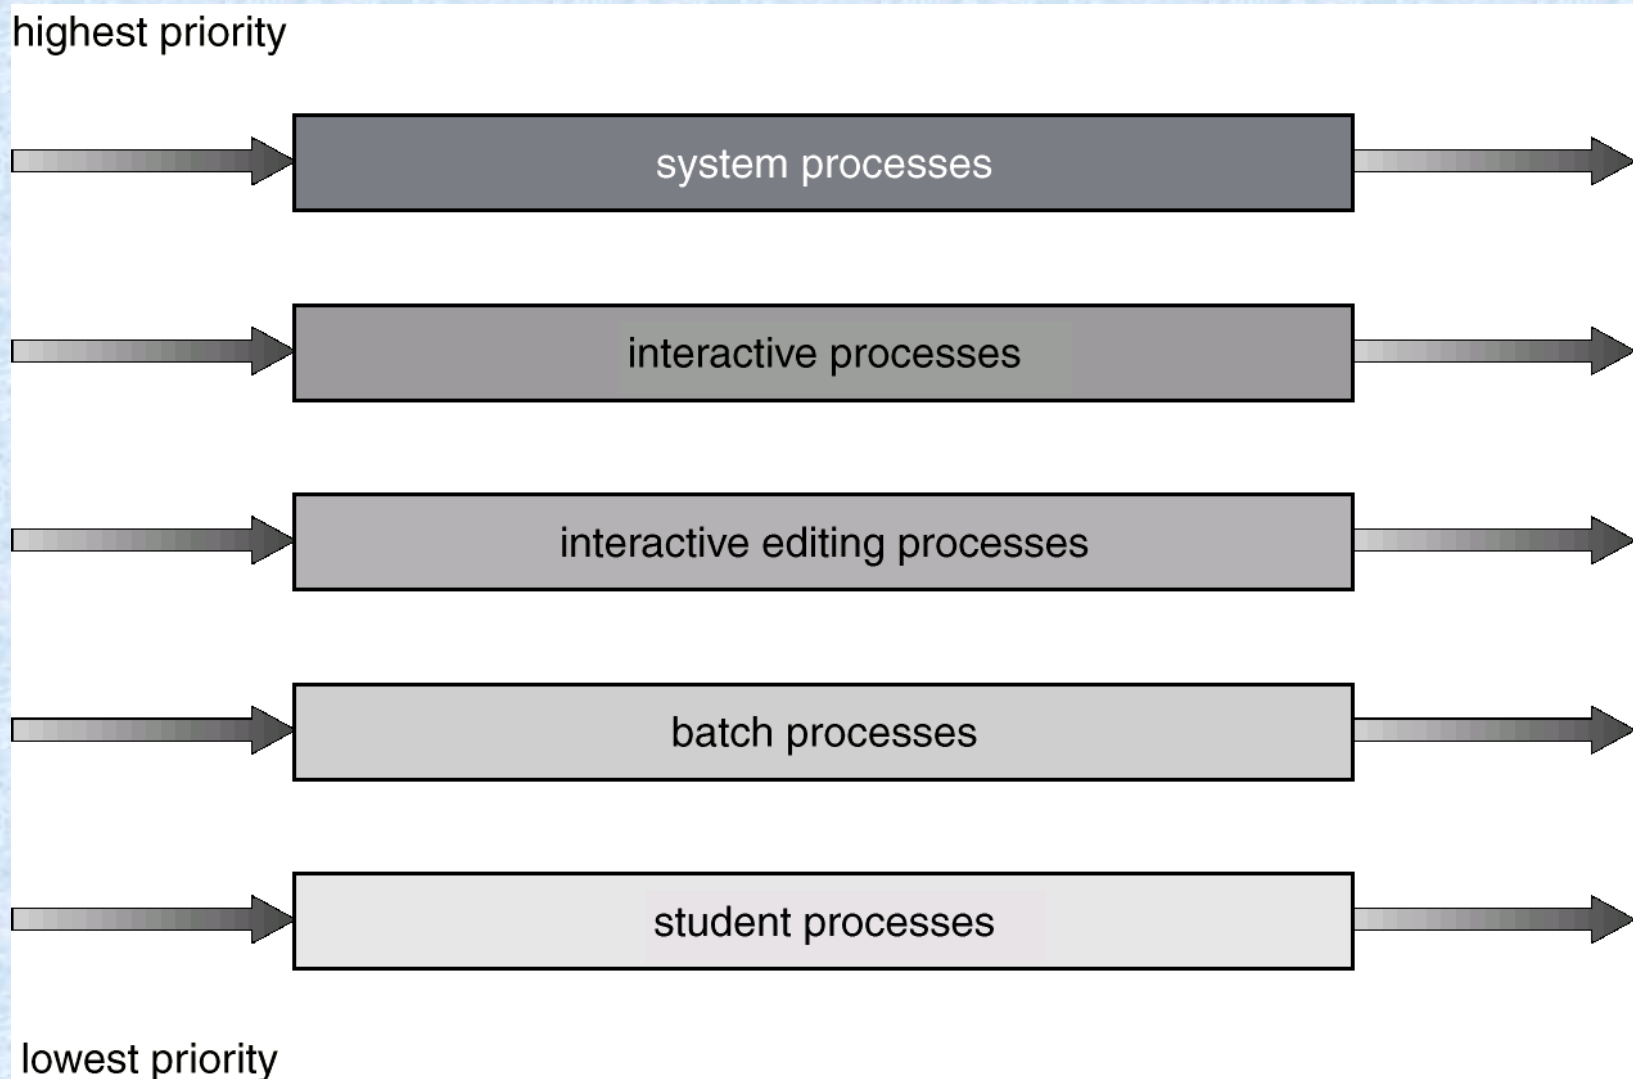 highest priority
system processes
interactive processes
interactive editing processes
batch processes
student processes
lowest priority